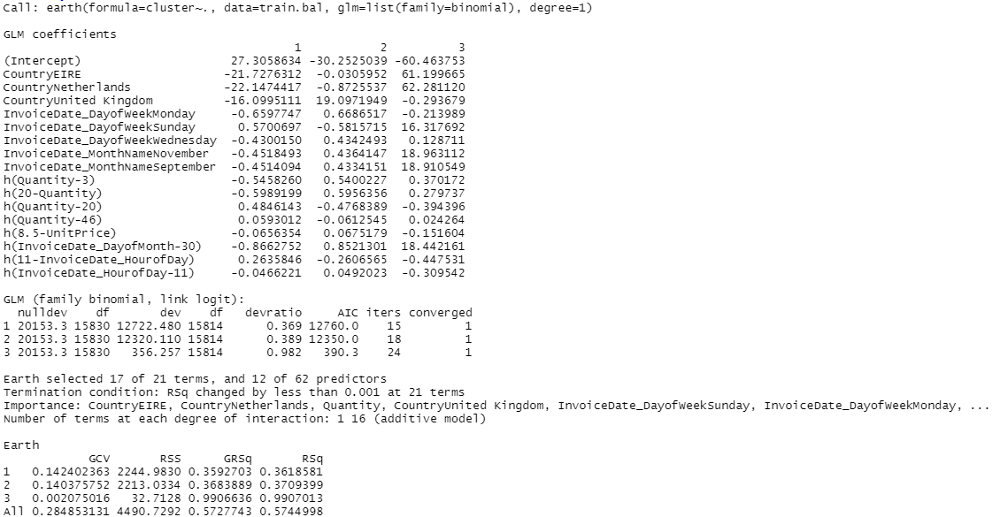 Call: earth(formula=cluster~., data=train.bal, glm=list(family=binomial), degree=1)
GLM coefficients
1 2 3
(Intercept) 27.3058634 -30.2525039 -60.463753
CountryEIRE -21.7276312 -0.0305952 61.199665
CountryNetherlands -22.1474417 -0.8725537 62.281120
CountryUnited Kingdom -16.0995111 19.0971949 -0.293679
InvoiceDate_DayofWeekMonday -0.6597747 0.6686517 -0.213989
InvoiceDate_DayofWeekSunday 0.5700697 -0.5815715 16.317692
InvoiceDate_DayofWeekWednesday -0.4300150 0.4342493 0.128711
InvoiceDate_MonthNameNovember -0.4518493 0.4364147 18.963112
InvoiceDate_MonthNameSeptember -0.4514094 0.4334151 18.910549
h(Quantity-3) -0.5458260 0.5400227 0.370172
h(20-Quantity) -0.5989199 0.5956356 0.279737
h(Quantity-20) 0.4846143 -0.4768389 -0.394396
h(Quantity-46) 0.0593012 -0.0612545 0.024264
h(8.5-UnitPrice) -0.0656354 0.0675179 -0.151604
h(InvoiceDate_DayofMonth-30) -0.8662752 0.8521301 18.442161
h(11-InvoiceDate_HourofDay) 0.2635846 -0.2606565 -0.447531
h(InvoiceDate_HourofDay-11) -0.0466221 0.0492023 -0.309542
GLM (family binomial, link logit):
nulldev df dev df devratio AIC iters converged
1 20153.3 15830 12722.480 15814 0.369 12760.0 15 1
2 20153.3 15830 12320.110 15814 0.389 12350.0 18 1
3 20153.3 15830 356.257 15814 0.982 390.3 24 1
Earth selected 17 of 21 terms, and 12 of 62 predictors
Termination condition: RSq changed by less than 0.001 at 21 terms
Importance: CountryEIRE, CountryNetherlands, Quantity, CountryUnited Kingdom, InvoiceDate_DayofWeekSunday, InvoiceDate_DayofWeekMonday, ...
Number of terms at each degree of interaction: 1 16 (additive model)
Earth
GCV RSS GRSq RSq
1 0.142402363 2244.9830 0.3592703 0.3618581
2 0.140375752 2213.0334 0.3683889 0.3709399
3 0.002075016 32.7128 0.9906636 0.9907013
All 0.284853131 4490.7292 0.5727743 0.5744998